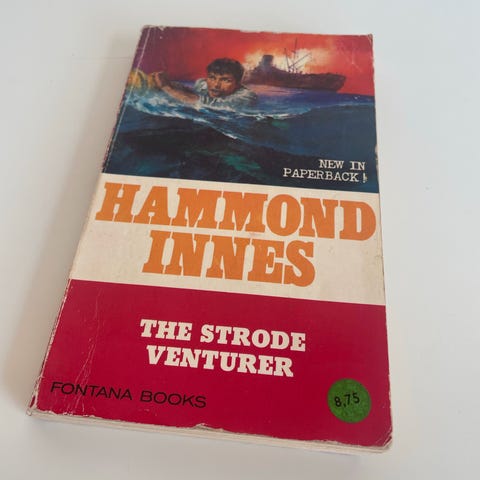 NEW IN
PAPERBACK!
HAMMOND
INNES
THE STRODE
VENTURER
FONTANA BOOKS
8,75